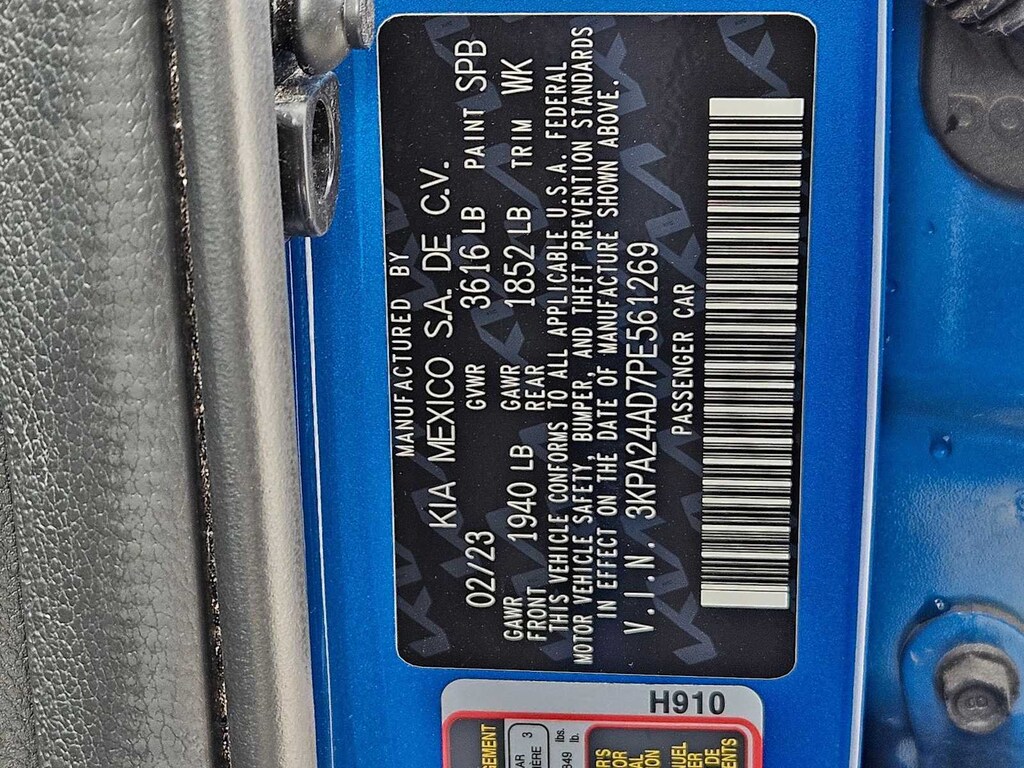 MANUFACTURED BY
KIA MEXICO S.A. DE C.V.
02/23 GVWR 3616 LB PAINT SPB
GAWR FRONT 1940 LB GAWR REAR 1852 LB TRIM WK
THIS VEHICLE CONFORMS TO ALL APPLICABLE U.S.A. FEDERAL
MOTOR VEHICLE SAFETY, BUMPER, AND THEFT PREVENTION STANDARDS
IN EFFECT ON THE DATE OF MANUFACTURE SHOWN ABOVE.
V.I.N. 3KPA24AD7PE561269
PASSENGER CAR
H910